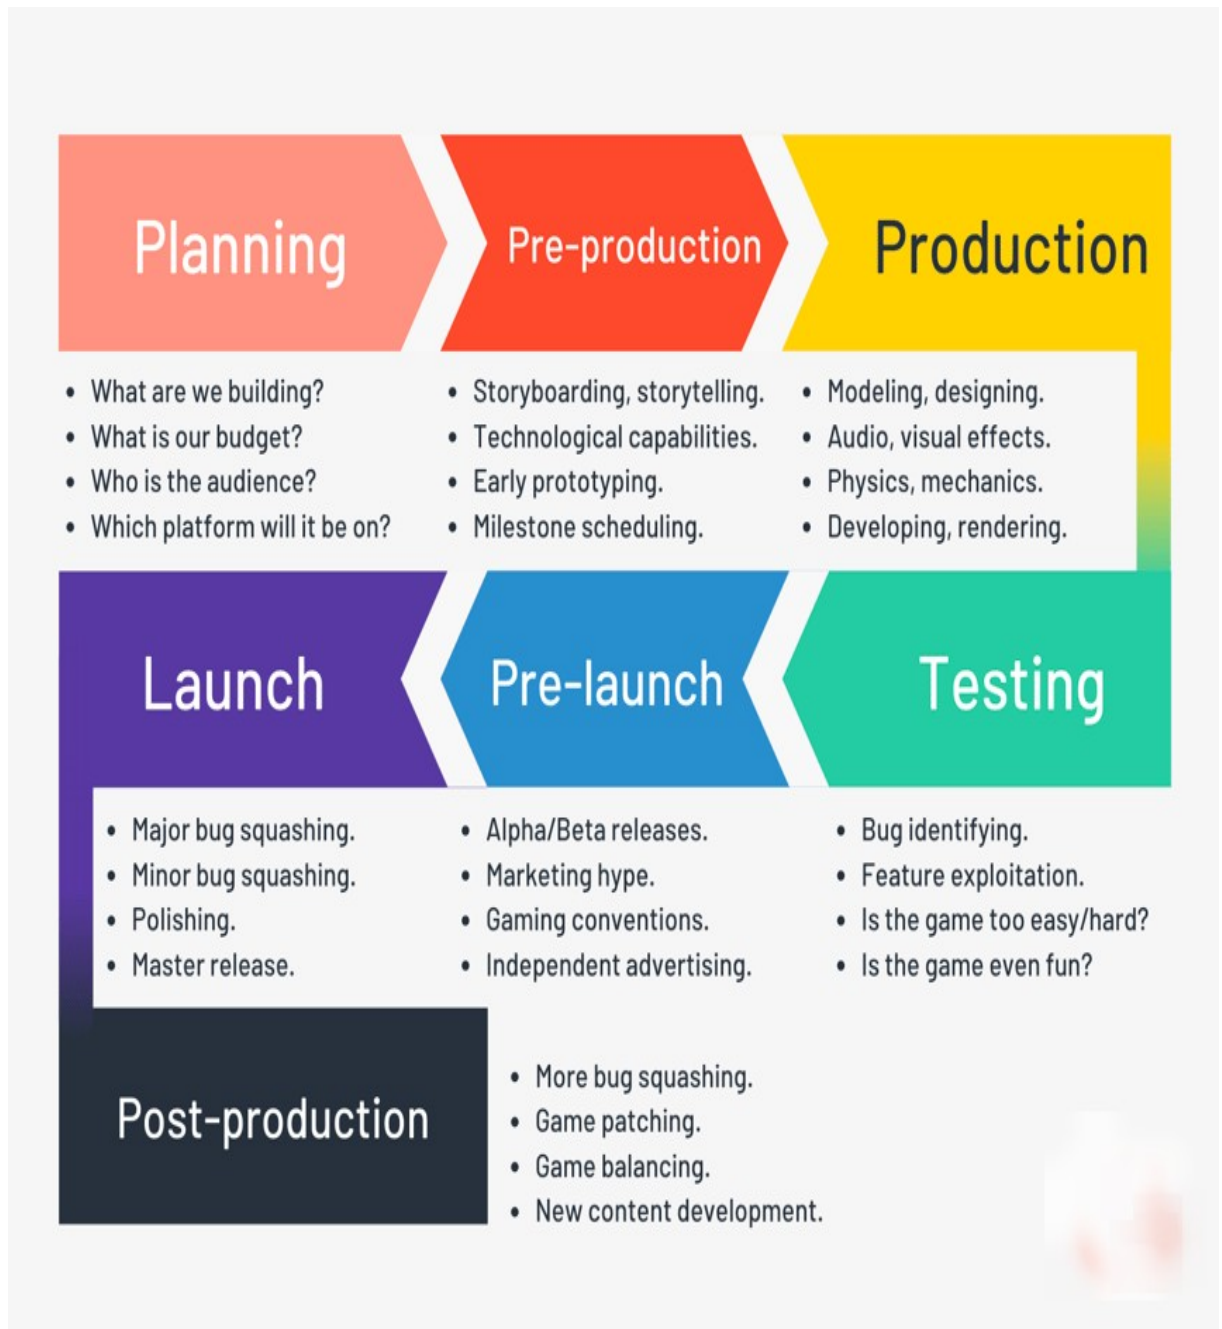 Planning
• What are we building?
• What is our budget?
• Who is the audience?
• Which platform will it be on?
Pre-production
• Storyboarding, storytelling.
• Technological capabilities.
• Early prototyping.
• Milestone scheduling.
Production
• Modeling, designing.
• Audio, visual effects.
• Physics, mechanics.
• Developing, rendering.
Testing
• Bug identifying.
• Feature exploitation.
• Is the game too easy/hard?
• Is the game even fun?
Pre-launch
• Alpha/Beta releases.
• Marketing hype.
• Gaming conventions.
• Independent advertising.
Launch
• Major bug squashing.
• Minor bug squashing.
• Polishing.
• Master release.
Post-production
• More bug squashing.
• Game patching.
• Game balancing.
• New content development.